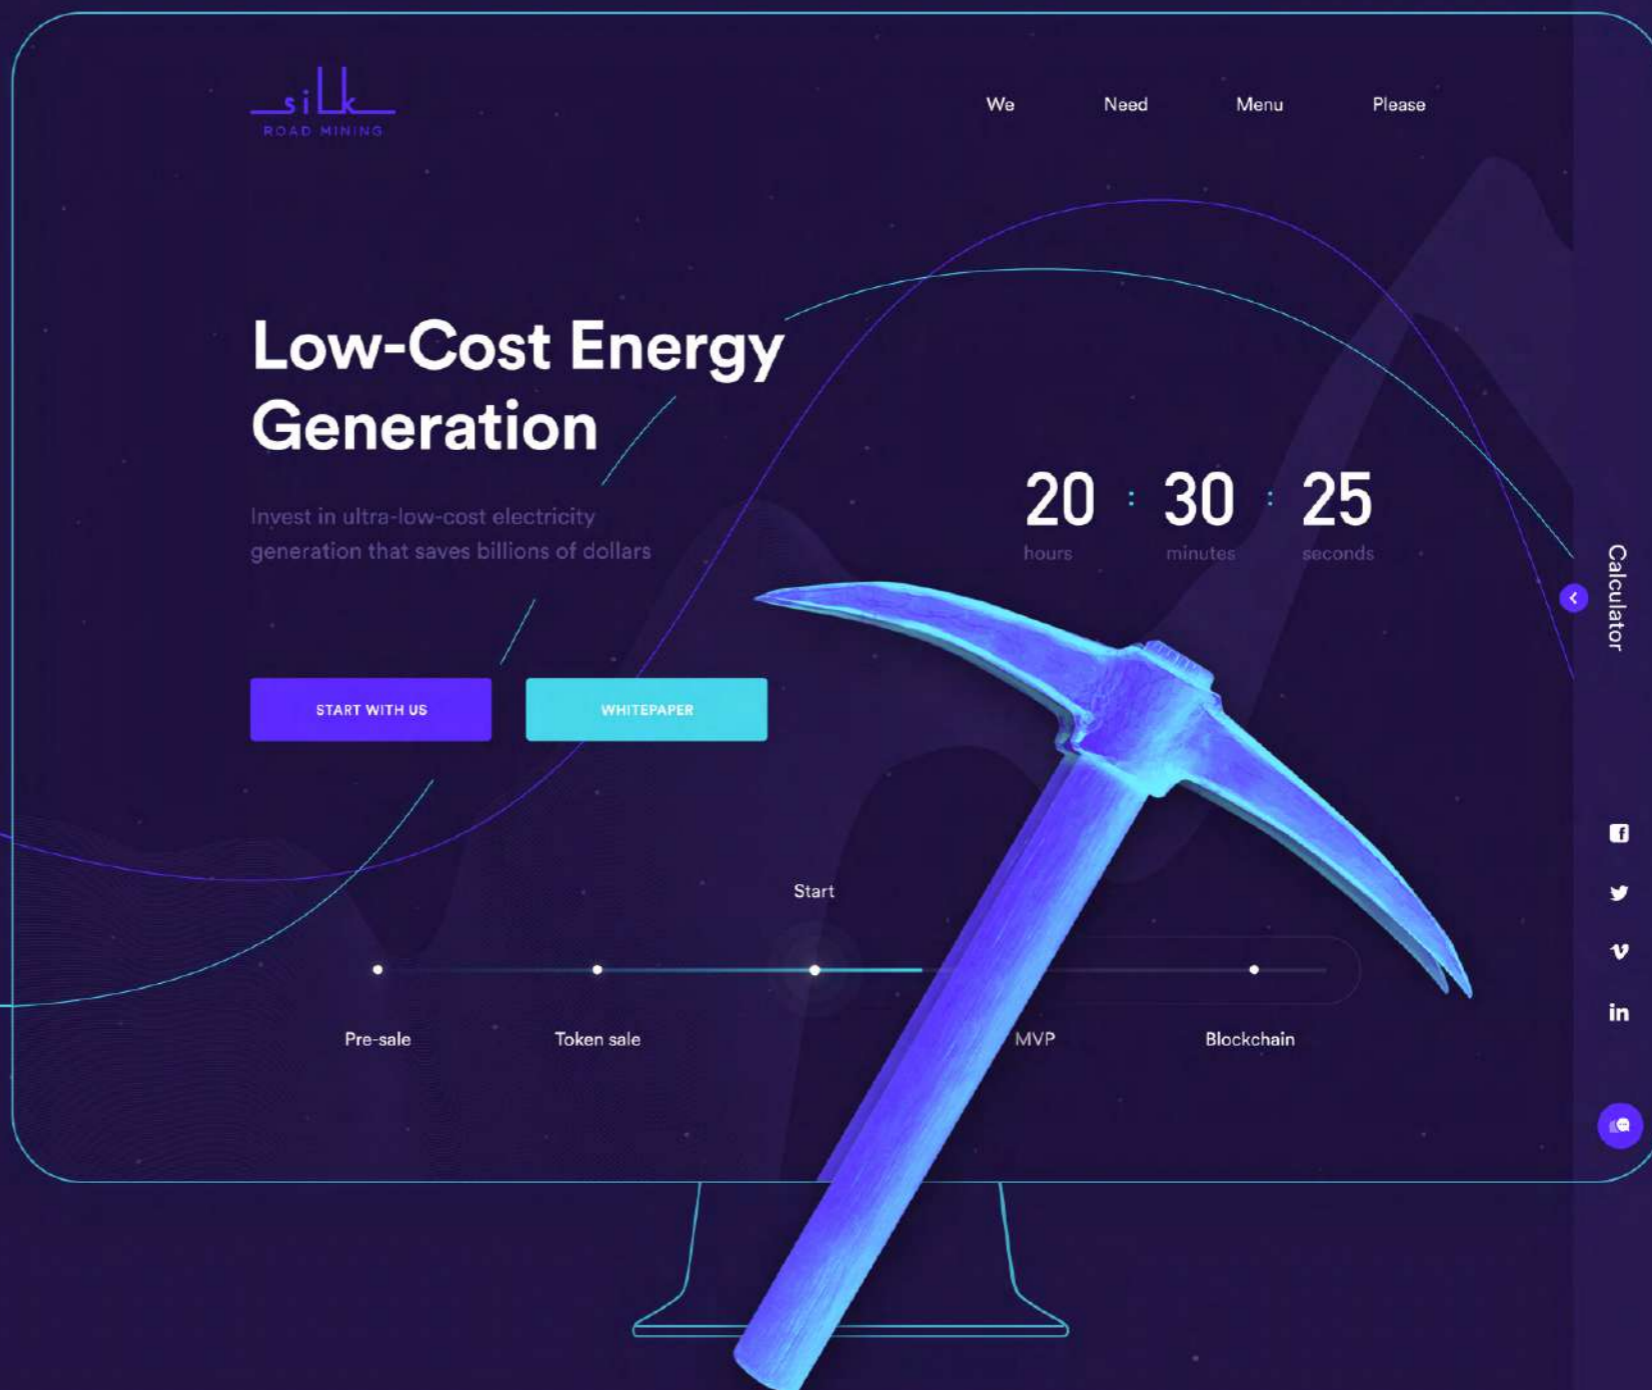 silk
ROAD MINING
We Need Menu Please
Low-Cost Energy
Generation
Invest in ultra-low-cost electricity
generation that saves billions of dollars
20 : 30 : 25
hours minutes seconds
START WITH US
WHITEPAPER
Calculator
Start
Pre-sale Token sale MVP Blockchain